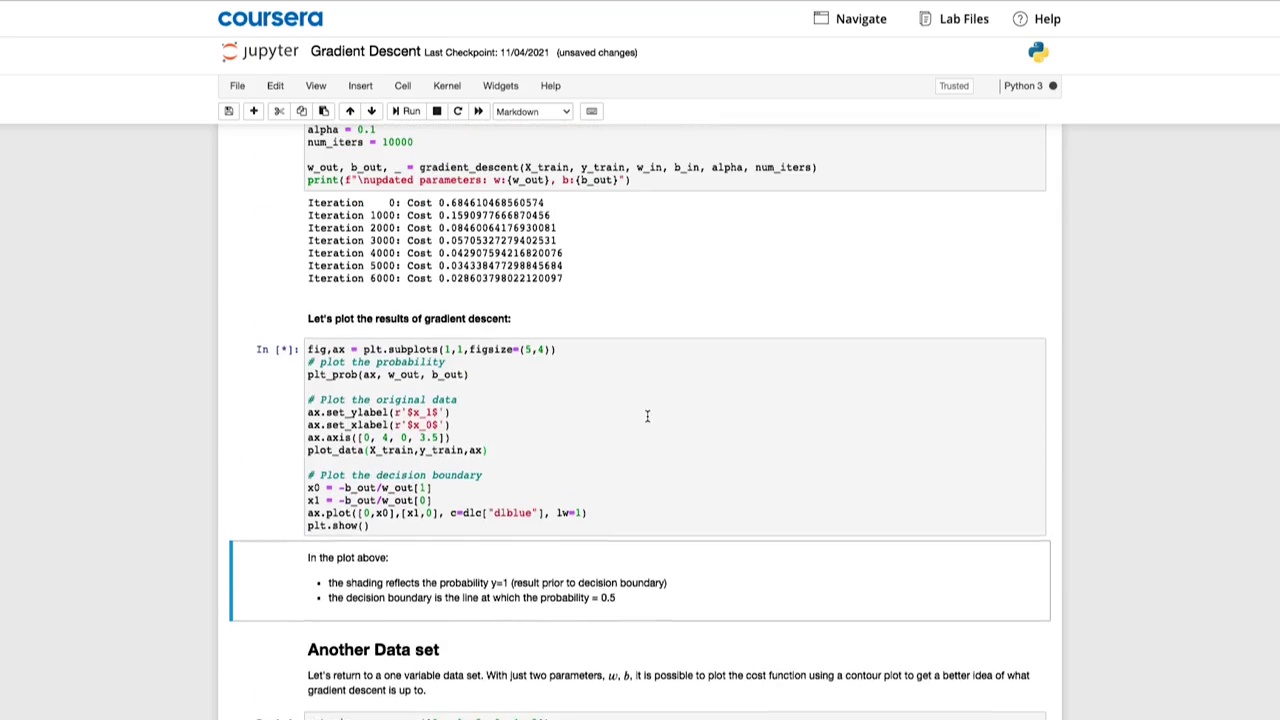 coursera
Navigate Lab Files Help
jupyter Gradient Descent Last Checkpoint: 11/04/2021 (unsaved changes)
File Edit View Insert Cell Kernel Widgets Help Trusted Python 3
Run Markdown
alpha = 0.1
num_iters = 10000
w_out, b_out, _ = gradient_descent(X_train, y_train, w_in, b_in, alpha, num_iters)
print(f"\nupdated parameters: w:{w_out}, b:{b_out}")
Iteration    0: Cost 0.684610468560574
Iteration 1000: Cost 0.1590977666870456
Iteration 2000: Cost 0.08460064176930081
Iteration 3000: Cost 0.05705327279402531
Iteration 4000: Cost 0.042907594216820076
Iteration 5000: Cost 0.034338477298845684
Iteration 6000: Cost 0.028603798022120097
Let's plot the results of gradient descent:
In [*]: fig,ax = plt.subplots(1,1,figsize=(5,4))
# plot the probability
plt_prob(ax, w_out, b_out)
# Plot the original data
ax.set_ylabel(r'$x_1$')
ax.set_xlabel(r'$x_0$')
ax.axis([0, 4, 0, 3.5])
plot_data(X_train,y_train,ax)
# Plot the decision boundary
x0 = -b_out/w_out[1]
x1 = -b_out/w_out[0]
ax.plot([0,x0],[x1,0], c=dlc["dlblue"], lw=1)
plt.show()
In the plot above:
• the shading reflects the probability y=1 (result prior to decision boundary)
• the decision boundary is the line at which the probability = 0.5
Another Data set
Let's return to a one variable data set. With just two parameters, w, b, it is possible to plot the cost function using a contour plot to get a better idea of what
gradient descent is up to.